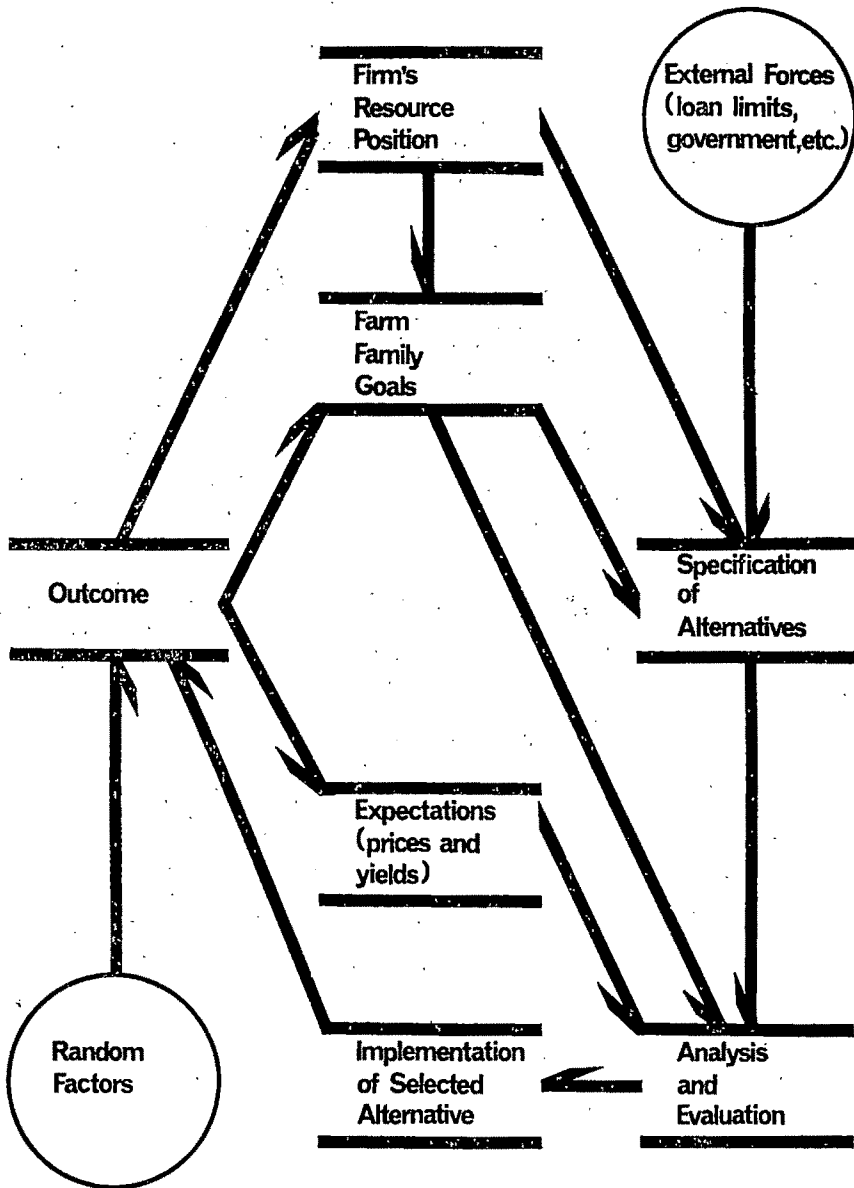 Firm's
Resource
Position
External Forces
(loan limits,
government,etc.)
Farm
Family
Goals
Outcome
Specification
of
Alternatives
Expectations
(prices and
yields)
Random
Factors
Implementation
of Selected
Alternative
Analysis
and
Evaluation